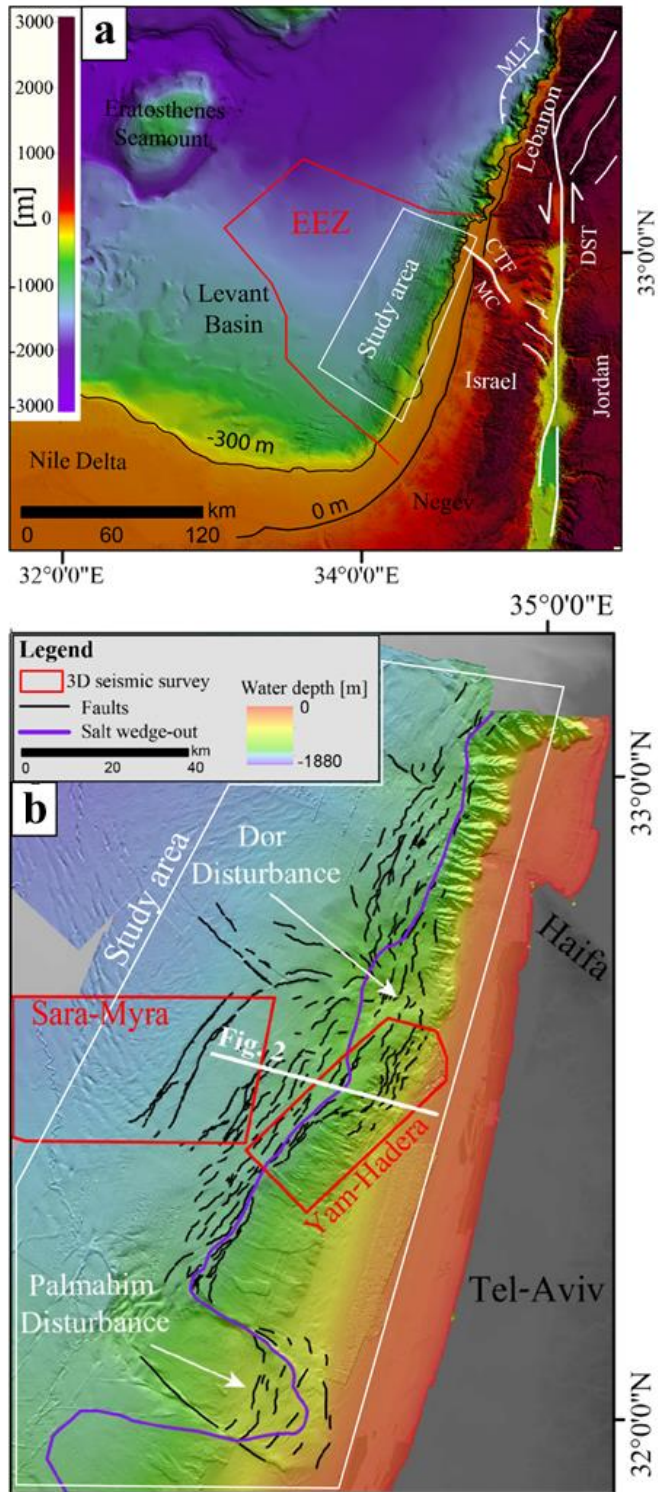 a
3000
2000
1000
0
-1000
-2000
-3000
[m]
Eratosthenes
Seamount
MLT
Lebanon
EEZ
DST
33°0'0"N
CTF
MC
Levant
Basin
Study area
Israel
Jordan
-300 m
Nile Delta
Negev
0 m
km
0 60 120
32°0'0"E
34°0'0"E
35°0'0"E
Legend
3D seismic survey
Faults
Salt wedge-out
km
0 20 40
Water depth [m]
0
-1880
b
33°0'0"N
Dor
Disturbance
Study area
Haifa
Sara-Myra
Fig. 2
Yam-Hadera
Palmahim
Disturbance
Tel-Aviv
32°0'0"N